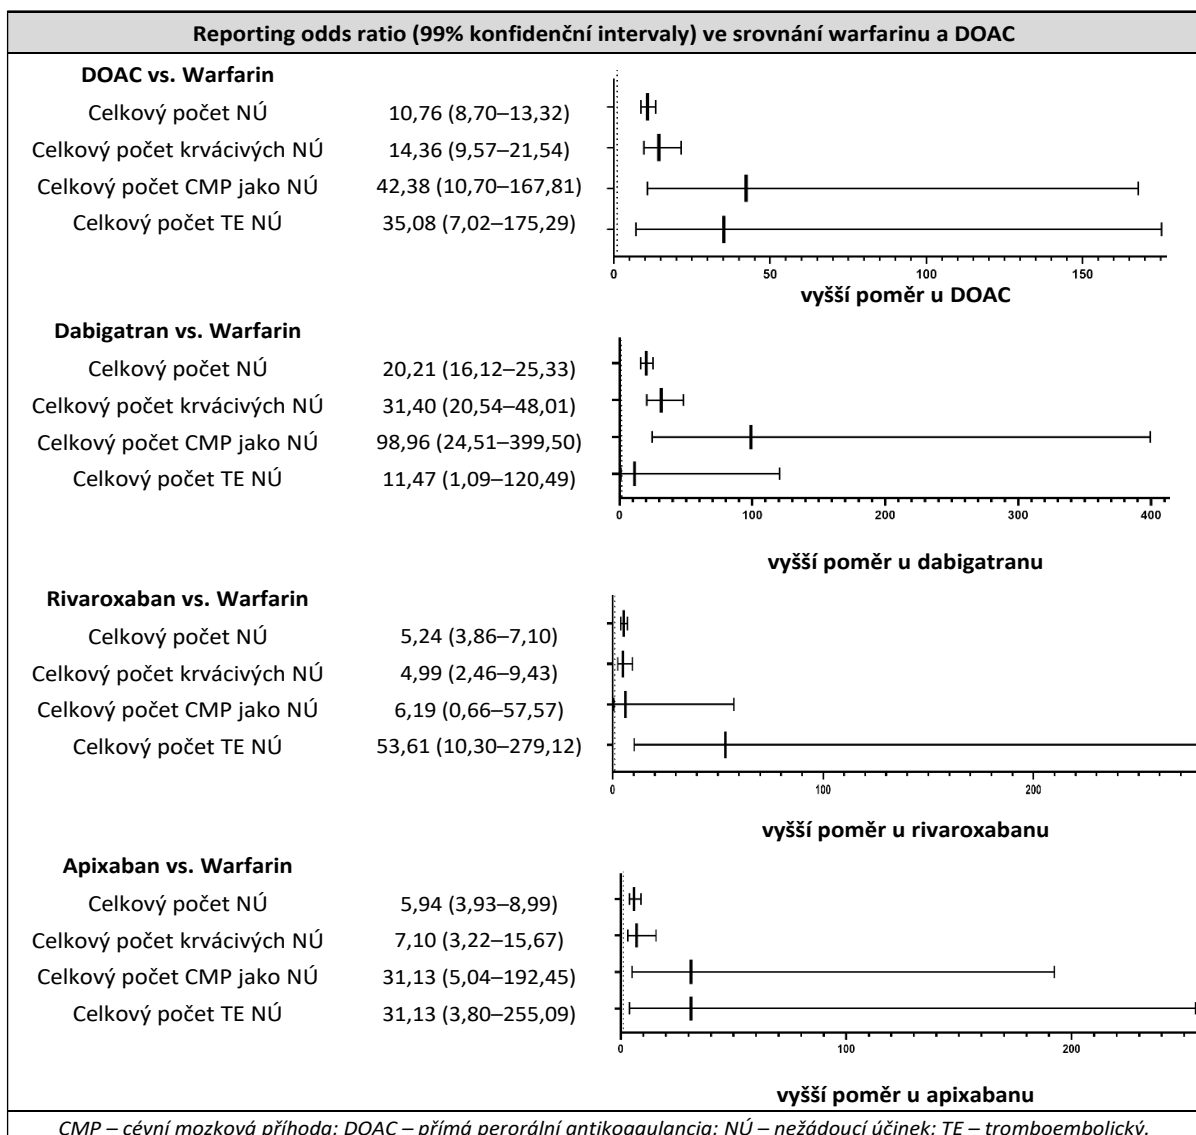 Reporting odds ratio (99% konfidenční intervaly) ve srovnání warfarinu a DOAC
DOAC vs. Warfarin
Celkový počet NÚ 10,76 (8,70–13,32)
Celkový počet krvácivých NÚ 14,36 (9,57–21,54)
Celkový počet CMP jako NÚ 42,38 (10,70–167,81)
Celkový počet TE NÚ 35,08 (7,02–175,29)
0 50 100 150
vyšší poměr u DOAC
Dabigatran vs. Warfarin
Celkový počet NÚ 20,21 (16,12–25,33)
Celkový počet krvácivých NÚ 31,40 (20,54–48,01)
Celkový počet CMP jako NÚ 98,96 (24,51–399,50)
Celkový počet TE NÚ 11,47 (1,09–120,49)
0 100 200 300 400
vyšší poměr u dabigatranu
Rivaroxaban vs. Warfarin
Celkový počet NÚ 5,24 (3,86–7,10)
Celkový počet krvácivých NÚ 4,99 (2,46–9,43)
Celkový počet CMP jako NÚ 6,19 (0,66–57,57)
Celkový počet TE NÚ 53,61 (10,30–279,12)
0 100 200
vyšší poměr u rivaroxabanu
Apixaban vs. Warfarin
Celkový počet NÚ 5,94 (3,93–8,99)
Celkový počet krvácivých NÚ 7,10 (3,22–15,67)
Celkový počet CMP jako NÚ 31,13 (5,04–192,45)
Celkový počet TE NÚ 31,13 (3,80–255,09)
0 100 200
vyšší poměr u apixabanu
CMP – cévní mozková příhoda; DOAC – přímá perorální antikoagulancia; NÚ – nežádoucí účinek; TE – tromboembolický.